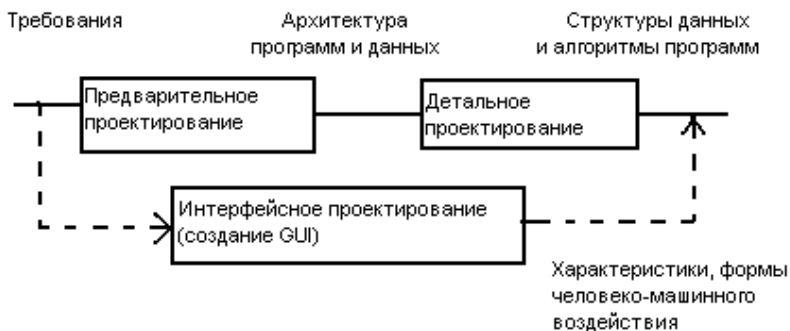 Требования
Архитектура
программ и данных
Структуры данных
и алгоритмы программ
Предварительное
проектирование
Детальное
проектирование
Интерфейсное проектирование
(создание GUI)
Характеристики, формы
человеко-машинного
воздействия